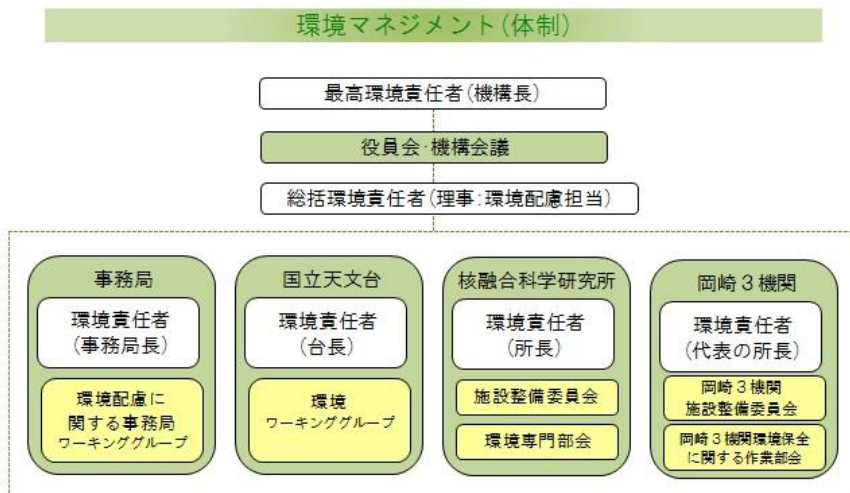 環境マネジメント(体制)
最高環境責任者(機構長)
役員会･機構会議
総括環境責任者(理事:環境配慮担当)
事務局
環境責任者
(事務局長)
環境配慮に
関する事務局
ワーキンググループ
国立天文台
環境責任者
(台長)
環境
ワーキンググループ
核融合科学研究所
環境責任者
(所長)
施設整備委員会
環境専門部会
岡崎３機関
環境責任者
(代表の所長)
岡崎３機関
施設整備委員会
岡崎３機関環境保全
に関する作業部会